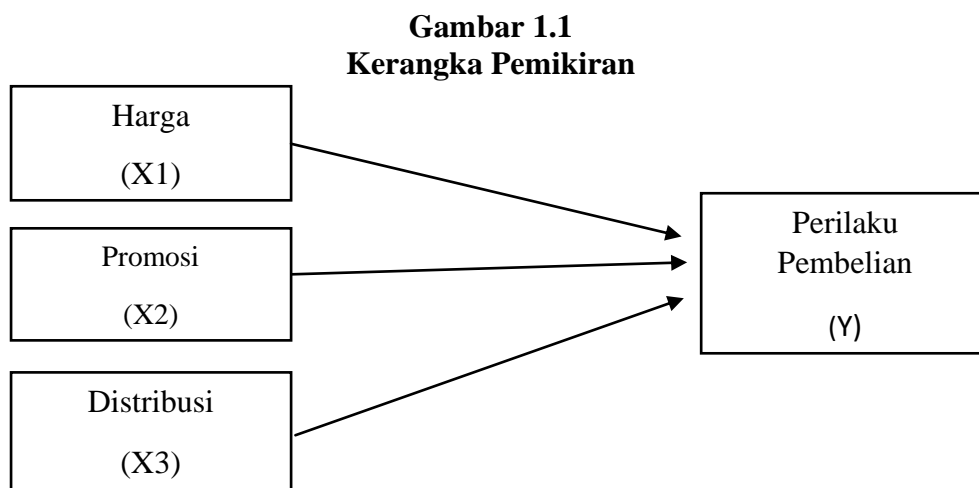 Gambar 1.1
Kerangka Pemikiran
Harga
(X1)
Promosi
(X2)
Distribusi
(X3)
Perilaku
Pembelian
(Y)